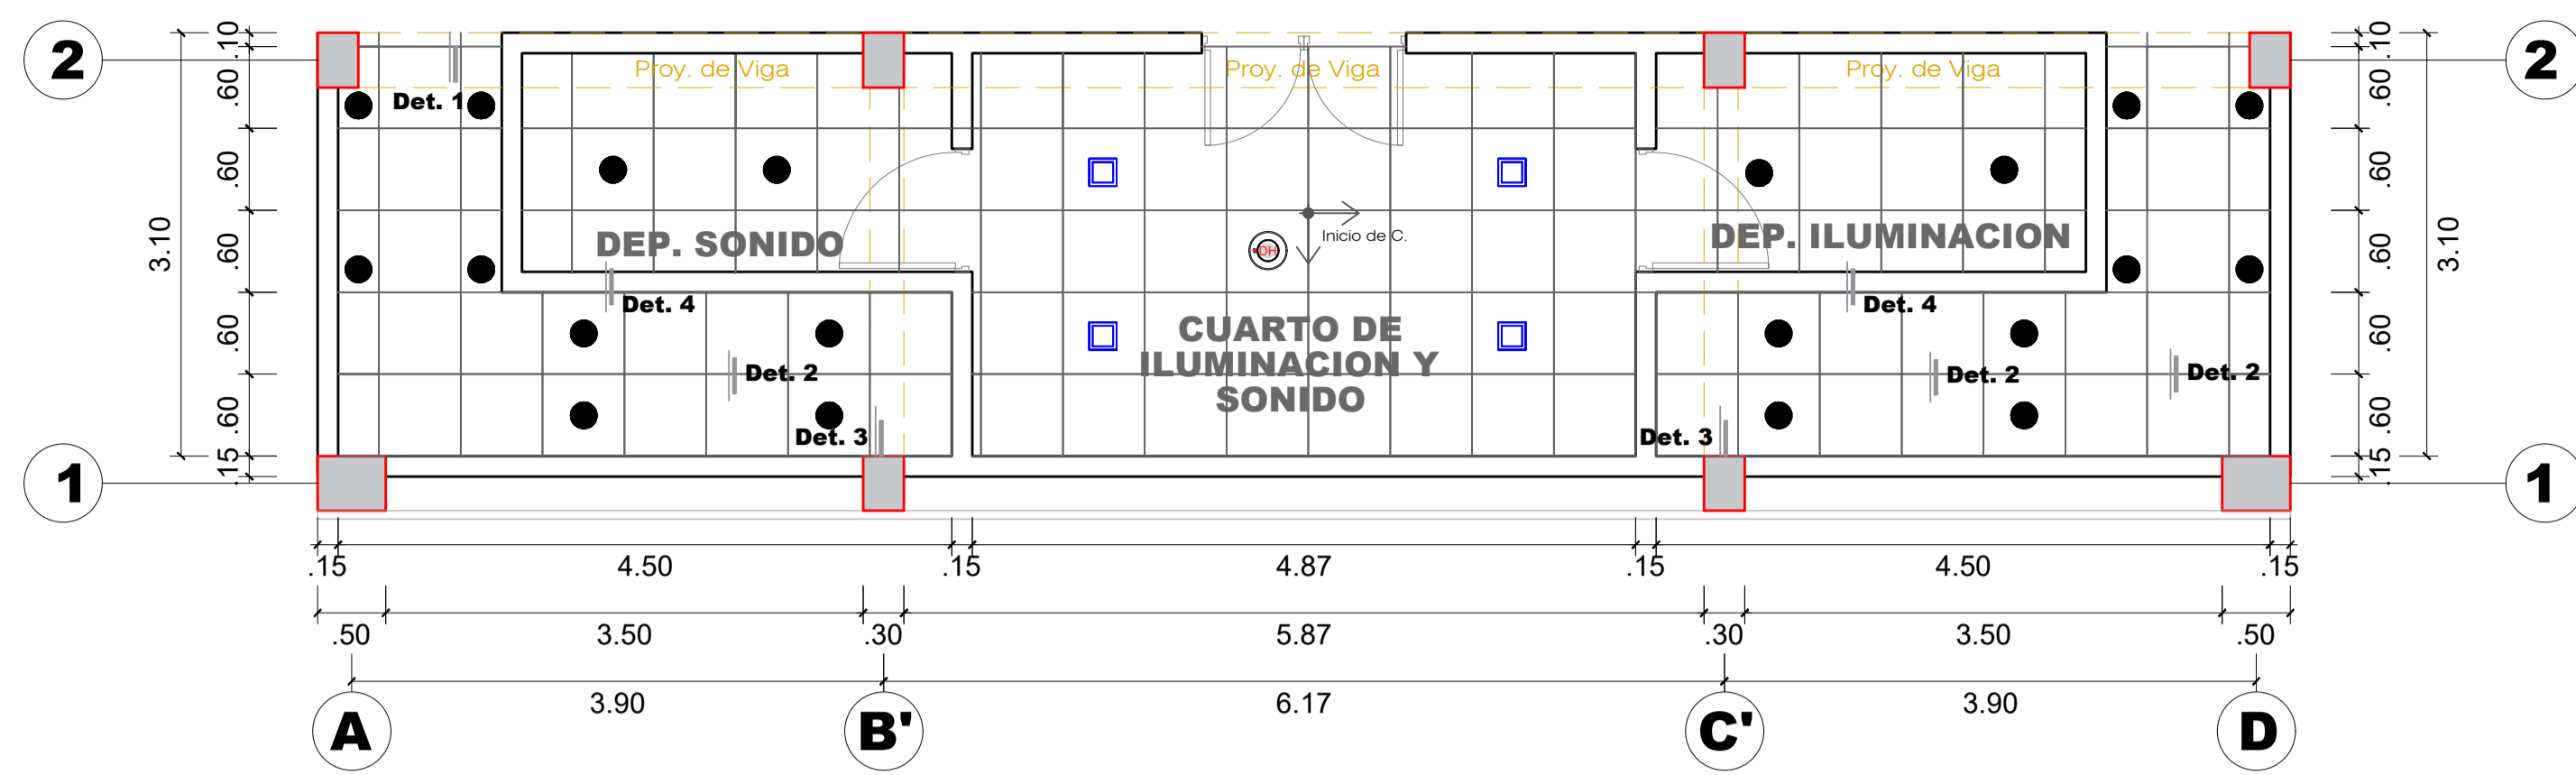 2
.10
.60
.60
.60
.60
.60
.15
3.10
1
Proy. de Viga
Proy. de Viga
Proy. de Viga
Det. 1
DEP. SONIDO
DEP. ILUMINACION
DH
Inicio de C.
Det. 4
Det. 4
CUARTO DE
ILUMINACION Y
SONIDO
Det. 2
Det. 2
Det. 2
Det. 3
Det. 3
2
.10
.60
.60
.60
.60
.60
.15
3.10
1
.15 4.50 .15 4.87 .15 4.50 .15
.50 3.50 .30 5.87 .30 3.50 .50
3.90 6.17 3.90
A B' C' D